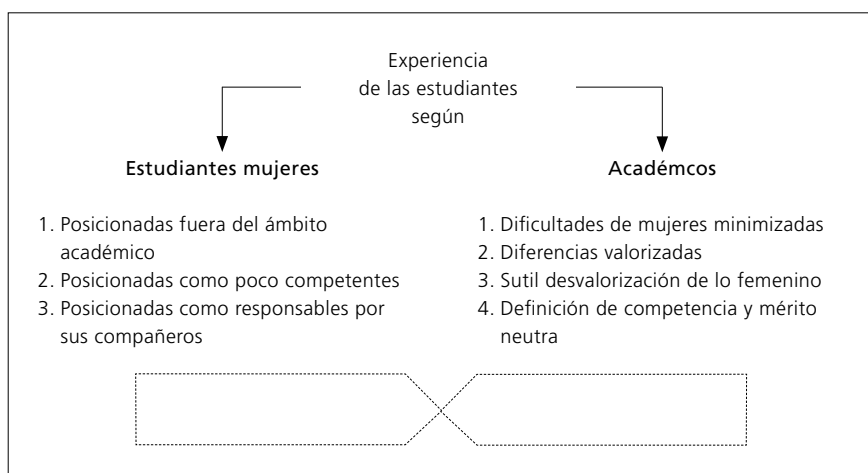 Experiencia
de las estudiantes
según
Estudiantes mujeres
1. Posicionadas fuera del ámbito
académico
2. Posicionadas como poco competentes
3. Posicionadas como responsables por
sus compañeros
Académcos
1. Dificultades de mujeres minimizadas
2. Diferencias valorizadas
3. Sutil desvalorización de lo femenino
4. Definición de competencia y mérito
neutra